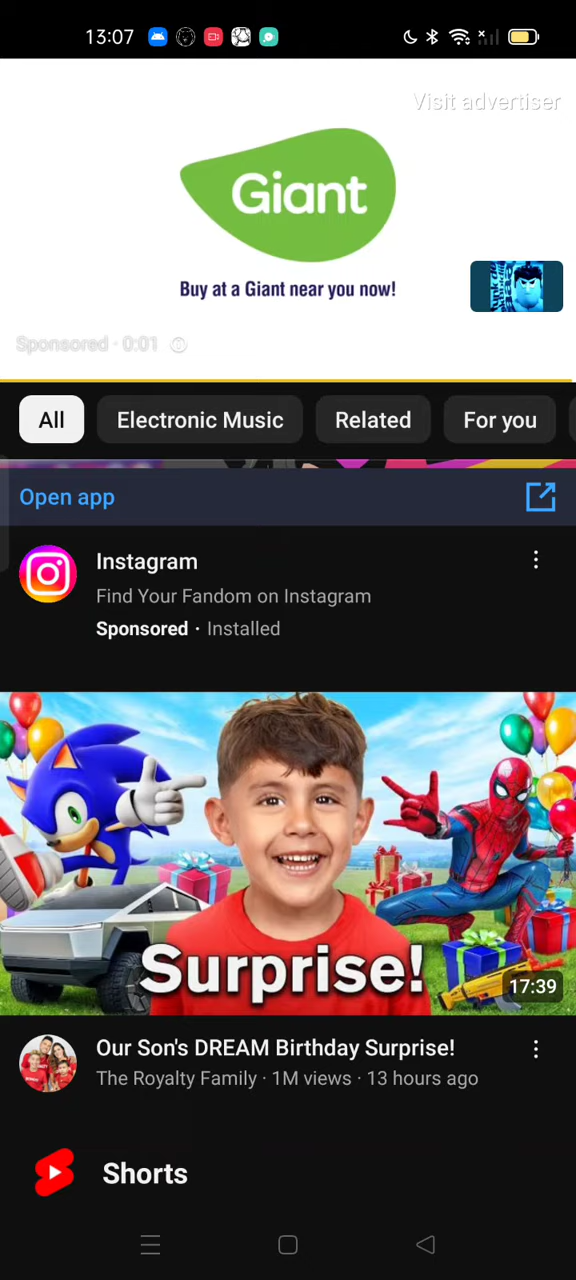 13:07
Visit advertiser
Giant
Buy at a Giant near you now!
Sponsored · 0:01
All
Electronic Music
Related
For you
Open app
Instagram
Find Your Fandom on Instagram
Sponsored · Installed
Surprise!
17:39
Our Son's DREAM Birthday Surprise!
The Royalty Family · 1M views · 13 hours ago
Shorts